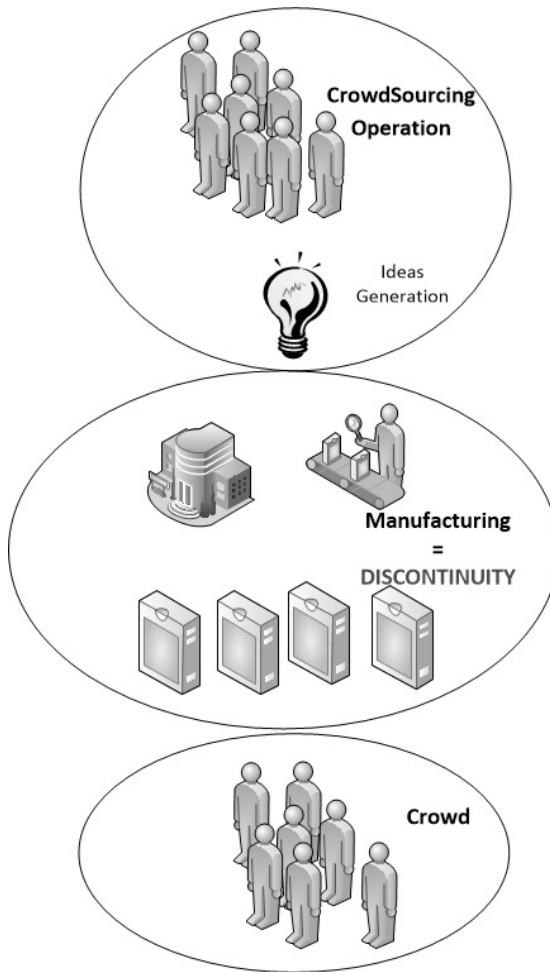 CrowdSourcing
Operation
Ideas
Generation
Manufacturing
=
DISCONTINUITY
Crowd